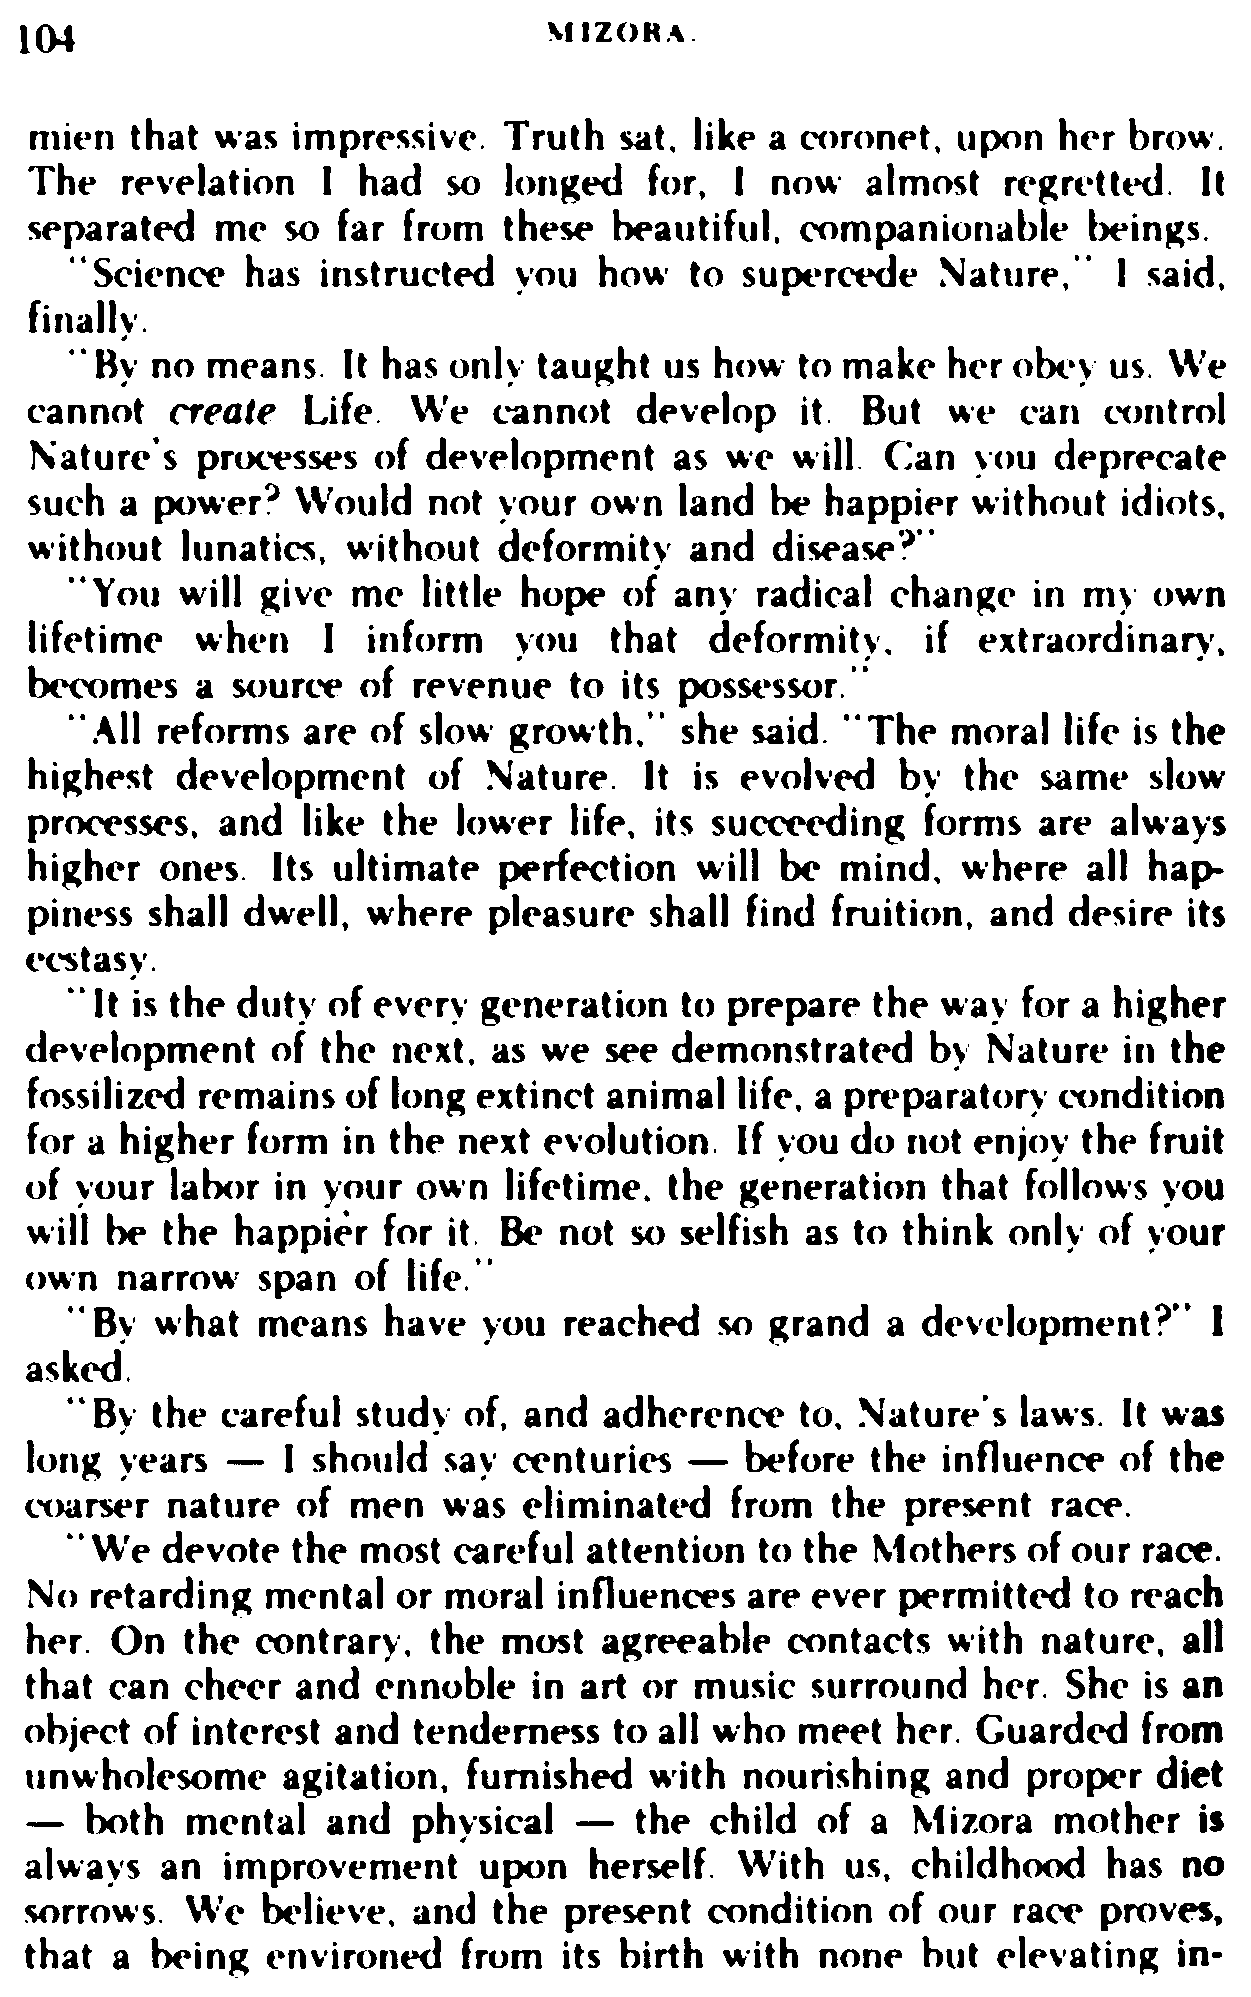 104
MIZORA.
mien that was impressive. Truth sat, like a coronet, upon her brow.
The revelation I had so longed for, I now almost regretted. It
separated me so far from these beautiful, companionable beings.
"Science has instructed you how to supercede Nature," I said,
finally.
"By no means. It has only taught us how to make her obey us. We
cannot create Life. We cannot develop it. But we can control
Nature's processes of development as we will. Can you deprecate
such a power? Would not your own land be happier without idiots,
without lunatics, without deformity and disease?"
"You will give me little hope of any radical change in my own
lifetime when I inform you that deformity, if extraordinary,
becomes a source of revenue to its possessor."
"All reforms are of slow growth," she said. "The moral life is the
highest development of Nature. It is evolved by the same slow
processes, and like the lower life, its succeeding forms are always
higher ones. Its ultimate perfection will be mind, where all hap-
piness shall dwell, where pleasure shall find fruition, and desire its
ecstasy.
"It is the duty of every generation to prepare the way for a higher
development of the next, as we see demonstrated by Nature in the
fossilized remains of long extinct animal life, a preparatory condition
for a higher form in the next evolution. If you do not enjoy the fruit
of your labor in your own lifetime, the generation that follows you
will be the happier for it. Be not so selfish as to think only of your
own narrow span of life."
"By what means have you reached so grand a development?" I
asked.
"By the careful study of, and adherence to, Nature's laws. It was
long years — I should say centuries — before the influence of the
coarser nature of men was eliminated from the present race.
"We devote the most careful attention to the Mothers of our race.
No retarding mental or moral influences are ever permitted to reach
her. On the contrary, the most agreeable contacts with nature, all
that can cheer and ennoble in art or music surround her. She is an
object of interest and tenderness to all who meet her. Guarded from
unwholesome agitation, furnished with nourishing and proper diet
— both mental and physical — the child of a Mizora mother is
always an improvement upon herself. With us, childhood has no
sorrows. We believe, and the present condition of our race proves,
that a being environed from its birth with none but elevating in-